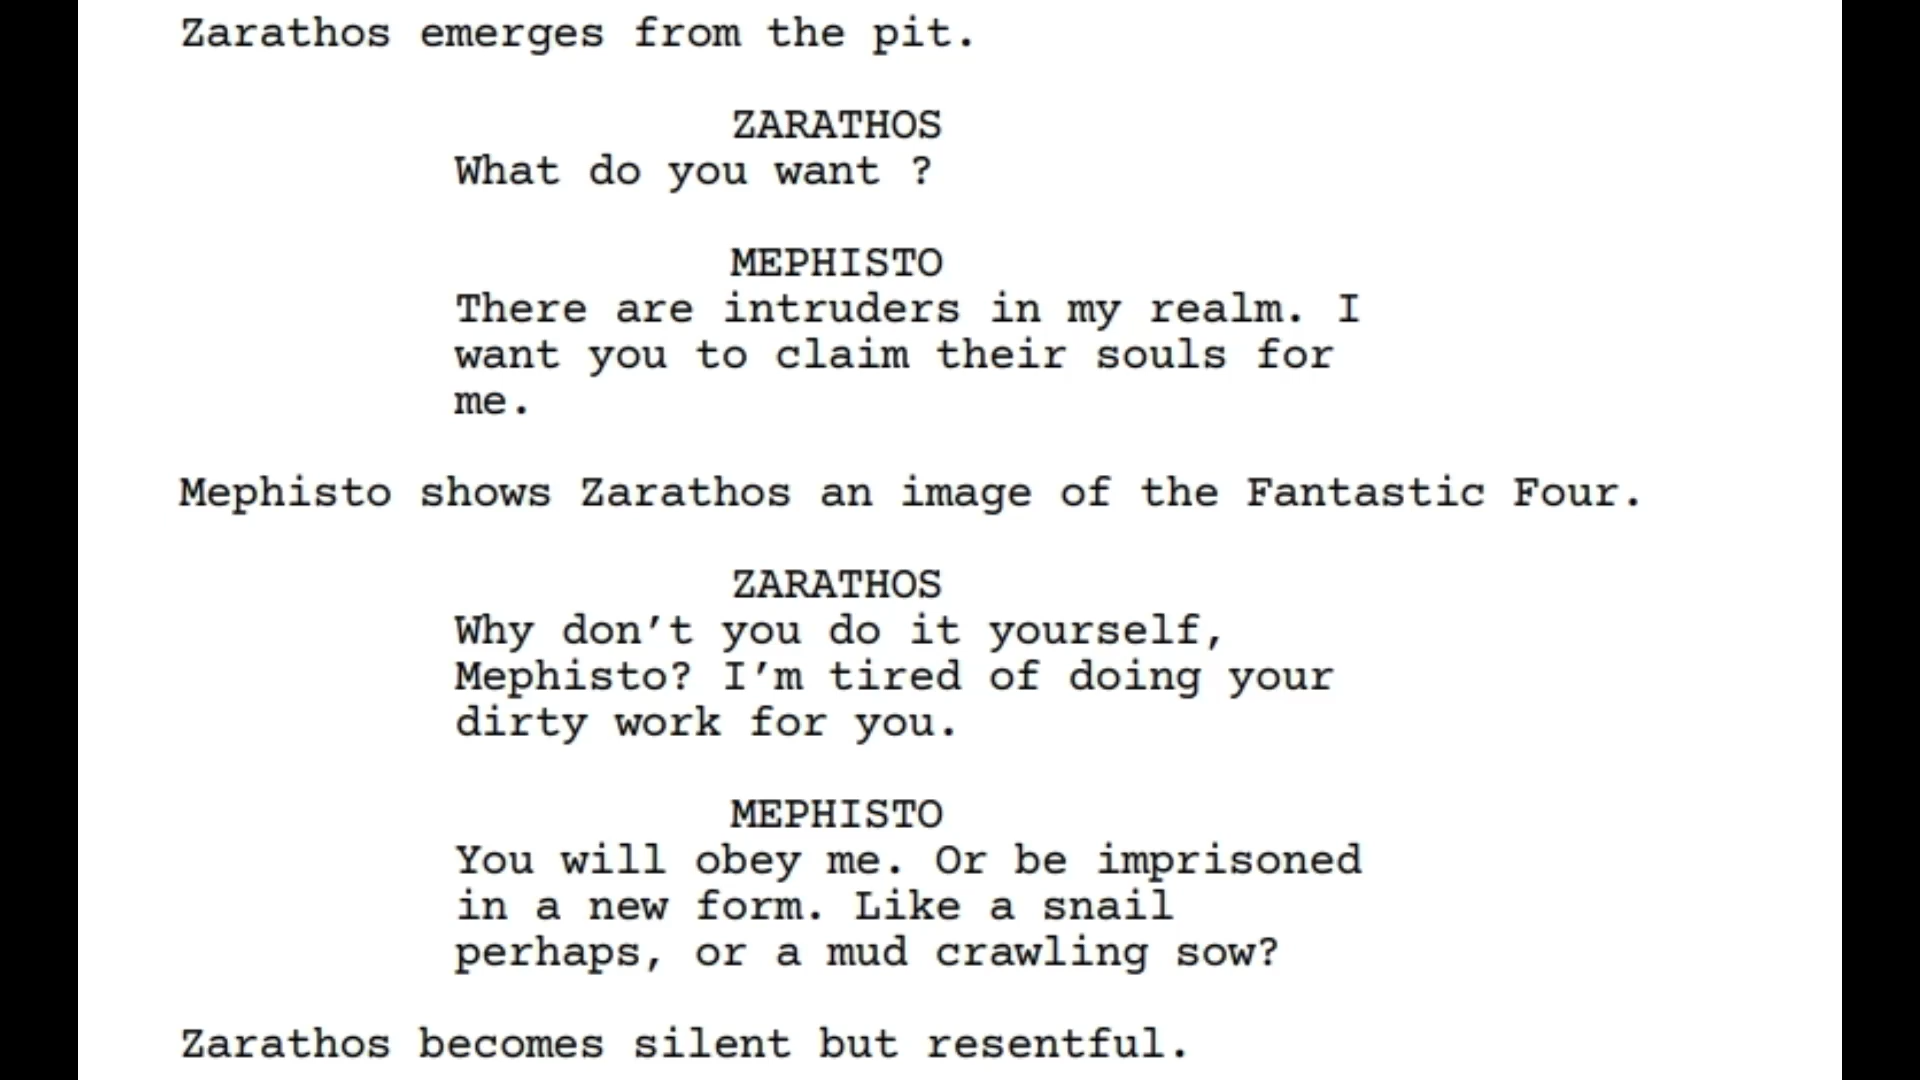 Zarathos emerges from the pit.
ZARATHOS
What do you want ?
MEPHISTO
There are intruders in my realm. I
want you to claim their souls for
me.
Mephisto shows Zarathos an image of the Fantastic Four.
ZARATHOS
Why don’t you do it yourself,
Mephisto? I’m tired of doing your
dirty work for you.
MEPHISTO
You will obey me. Or be imprisoned
in a new form. Like a snail
perhaps, or a mud crawling sow?
Zarathos becomes silent but resentful.